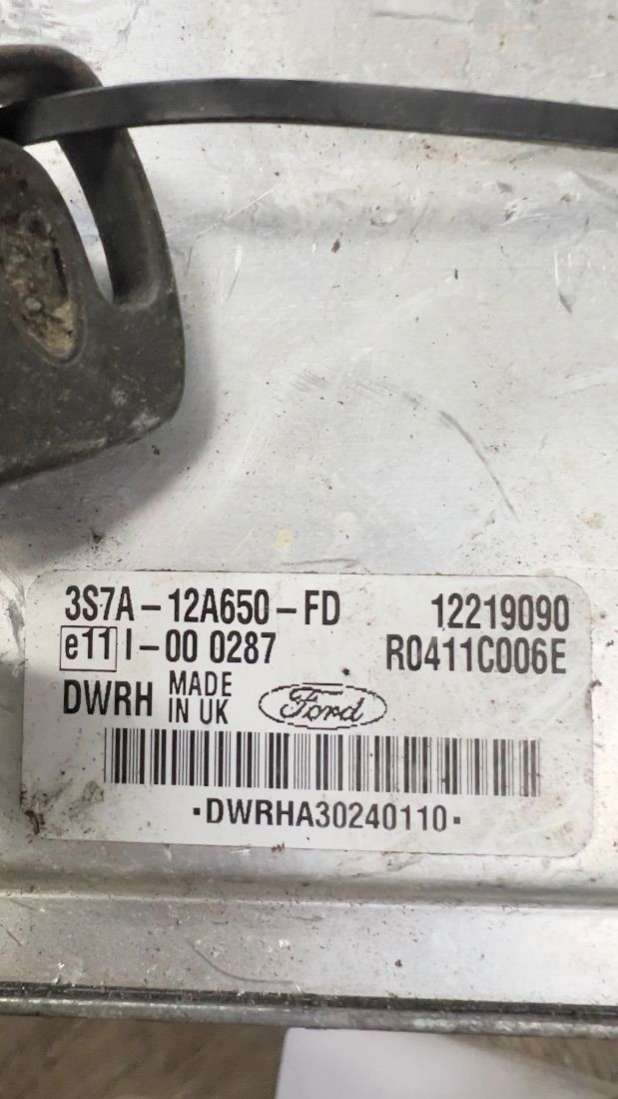 3S7A-12A650-FD 12219090
e11 I-00 0287 R0411C006E
DWRH MADE IN UK Ford
·DWRHA30240110·